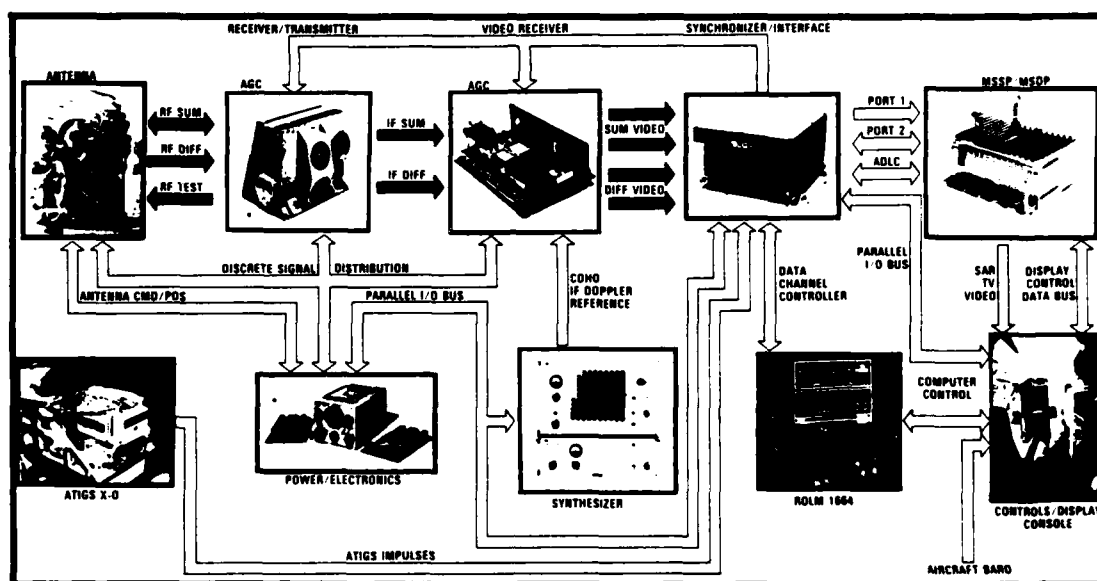 RECEIVER/TRANSMITTER
VIDEO RECEIVER
SYNCHRONIZER/INTERFACE
ANTENNA
AGC
AGC
MSSP/MSDP
RF SUM
RF DIFF
RF TEST
IF SUM
IF DIFF
SUM VIDEO
DIFF VIDEO
PORT 1
PORT 2
ADLC
DISCRETE SIGNAL DISTRIBUTION
ANTENNA CMD/POS
PARALLEL I/O BUS
COHO
IF DOPPLER
REFERENCE
DATA
CHANNEL
CONTROLLER
PARALLEL
I/O BUS
SAR
TV
VIDEO
DISPLAY
CONTROL
DATA BUS
COMPUTER
CONTROL
ATIGS X-0
POWER/ELECTRONICS
SYNTHESIZER
ROLM 1664
CONTROLS/DISPLAY
CONSOLE
ATIGS IMPULSES
AIRCRAFT BARO